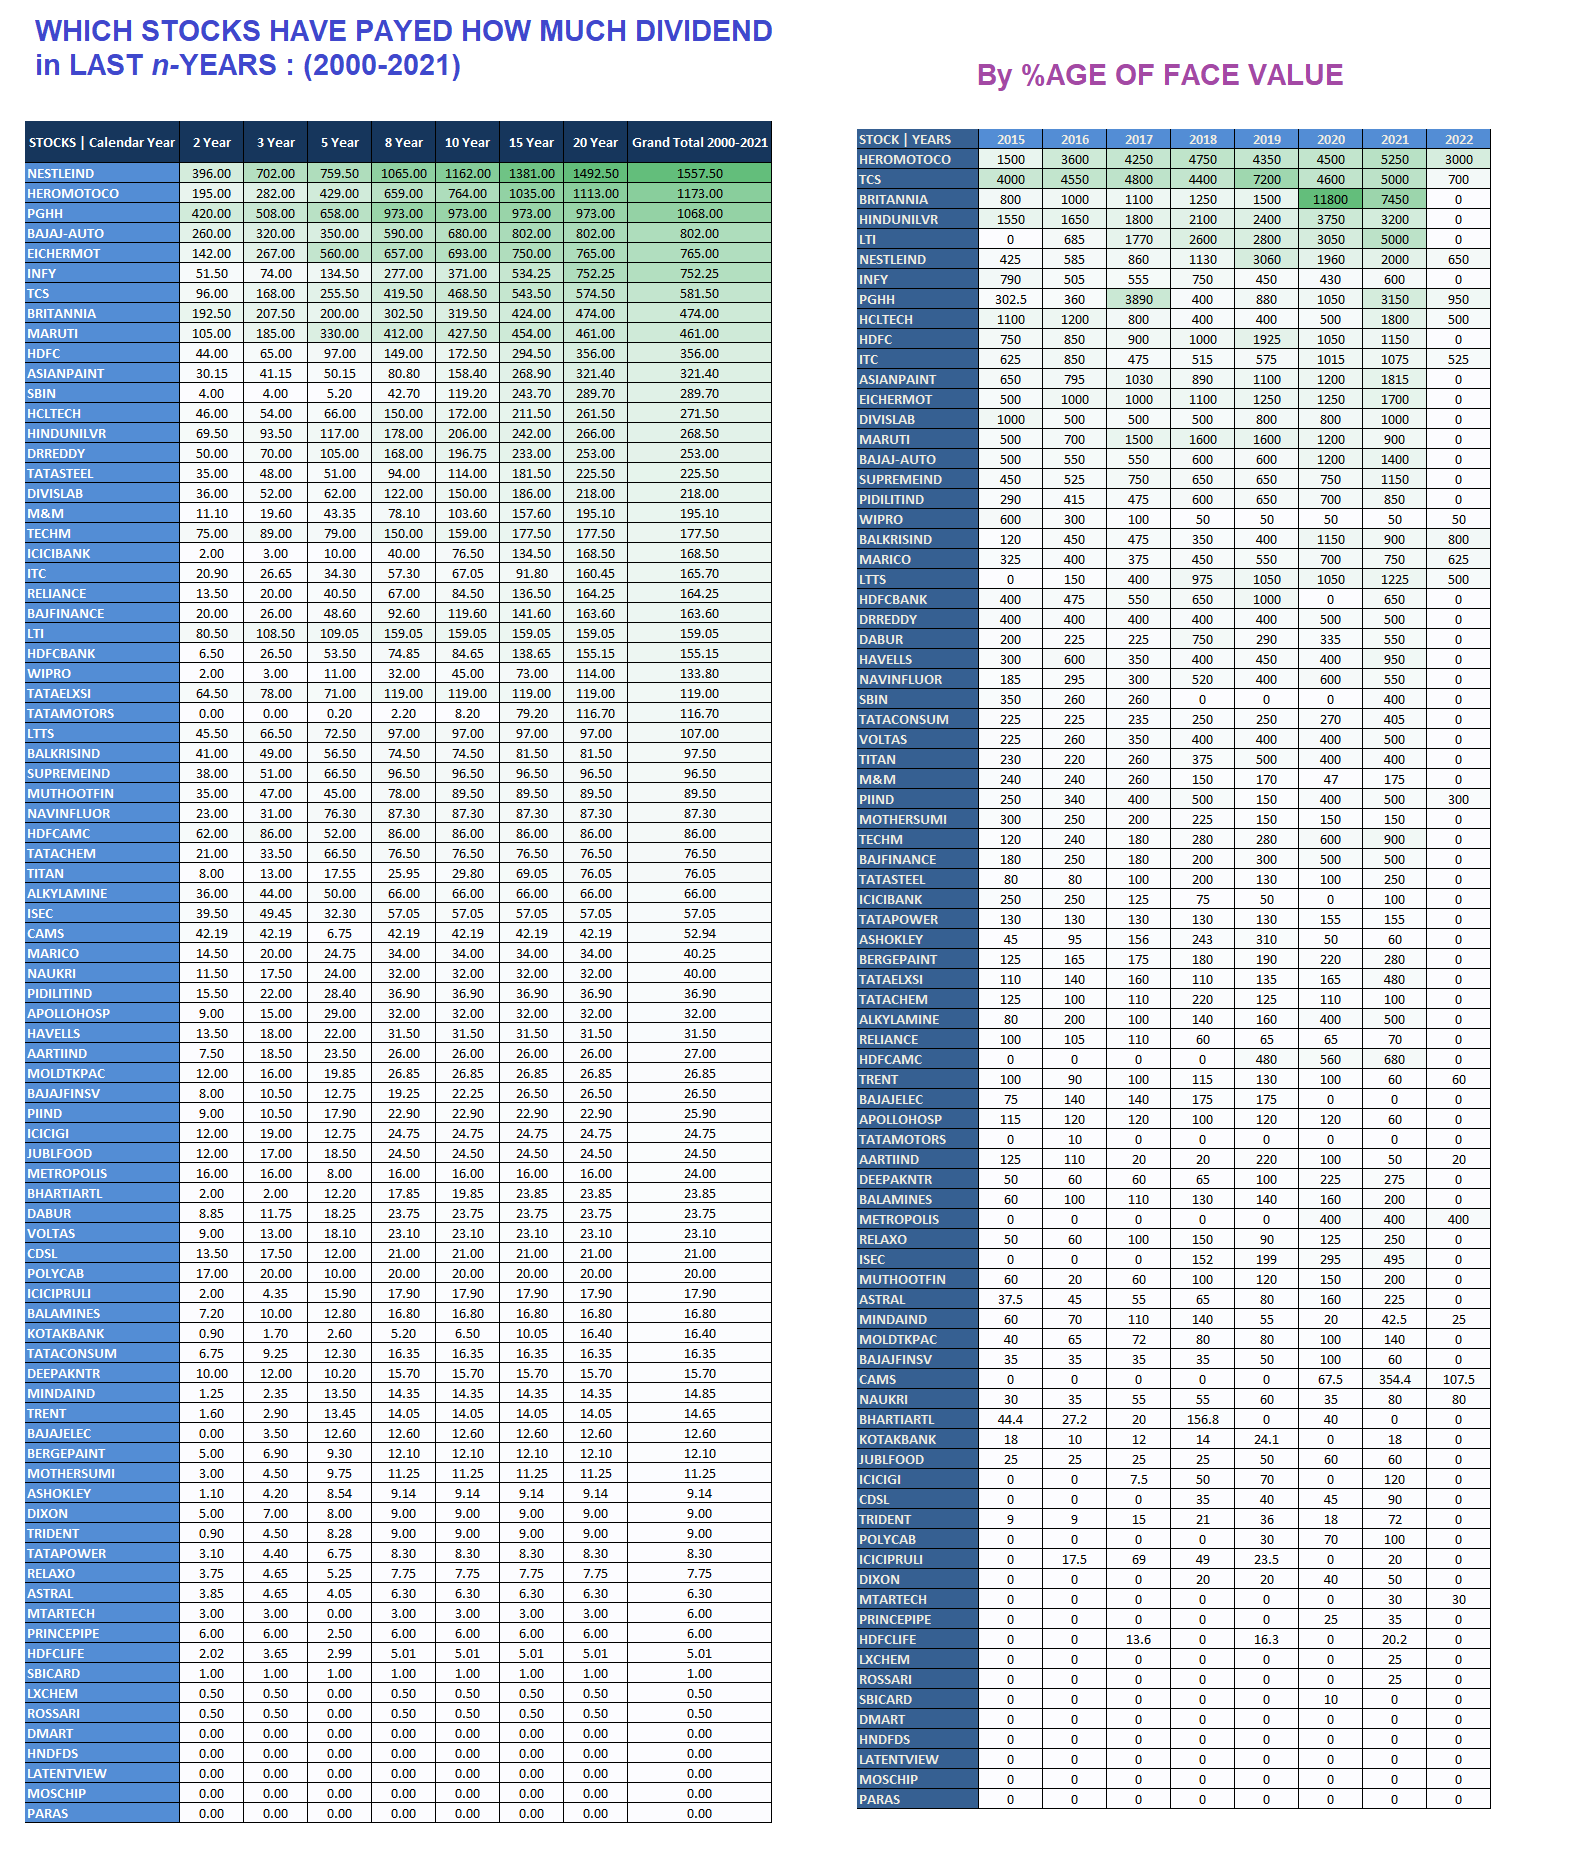 WHICH STOCKS HAVE PAYED HOW MUCH DIVIDEND
in LAST n-YEARS : (2000-2021)
By %AGE OF FACE VALUE
STOCKS | Calendar Year 2 Year 3 Year 5 Year 8 Year 10 Year 15 Year 20 Year Grand Total 2000-2021
NESTLEIND 396.00 702.00 759.50 1065.00 1162.00 1381.00 1492.50 1557.50
HEROMOTOCO 195.00 282.00 429.00 659.00 764.00 1035.00 1113.00 1173.00
PGHH 420.00 508.00 658.00 973.00 973.00 973.00 973.00 1068.00
BAJAJ-AUTO 260.00 320.00 350.00 590.00 680.00 802.00 802.00 802.00
EICHERMOT 142.00 267.00 560.00 657.00 693.00 750.00 765.00 765.00
INFY 51.50 74.00 134.50 277.00 371.00 534.25 752.25 752.25
TCS 96.00 168.00 255.50 419.50 468.50 543.50 574.50 581.50
BRITANNIA 192.50 207.50 200.00 302.50 319.50 424.00 474.00 474.00
MARUTI 105.00 185.00 330.00 412.00 427.50 454.00 461.00 461.00
HDFC 44.00 65.00 97.00 149.00 172.50 294.50 356.00 356.00
ASIANPAINT 30.15 41.15 50.15 80.80 158.40 268.90 321.40 321.40
SBIN 4.00 4.00 5.20 42.70 119.20 243.70 289.70 289.70
HCLTECH 46.00 54.00 66.00 150.00 172.00 211.50 261.50 271.50
HINDUNILVR 69.50 93.50 117.00 178.00 206.00 242.00 266.00 268.50
DRREDDY 50.00 70.00 105.00 168.00 196.75 233.00 253.00 253.00
TATASTEEL 35.00 48.00 51.00 94.00 114.00 181.50 225.50 225.50
DIVISLAB 36.00 52.00 62.00 122.00 150.00 186.00 218.00 218.00
M&M 11.10 19.60 43.35 78.10 103.60 157.60 195.10 195.10
TECHM 75.00 89.00 79.00 150.00 159.00 177.50 177.50 177.50
ICICIBANK 2.00 3.00 10.00 40.00 76.50 134.50 168.50 168.50
ITC 20.90 26.65 34.30 57.30 67.05 91.80 160.45 165.70
RELIANCE 13.50 20.00 40.50 67.00 84.50 136.50 164.25 164.25
BAJFINANCE 20.00 26.00 48.60 92.60 119.60 141.60 163.60 163.60
LTI 80.50 108.50 109.05 159.05 159.05 159.05 159.05 159.05
HDFCBANK 6.50 26.50 53.50 74.85 84.65 138.65 155.15 155.15
WIPRO 2.00 3.00 11.00 32.00 45.00 73.00 114.00 133.80
TATAELXSI 64.50 78.00 71.00 119.00 119.00 119.00 119.00 119.00
TATAMOTORS 0.00 0.00 0.20 2.20 8.20 79.20 116.70 116.70
LTTS 45.50 66.50 72.50 97.00 97.00 97.00 97.00 107.00
BALKRISIND 41.00 49.00 56.50 74.50 74.50 81.50 81.50 97.50
SUPREMEIND 38.00 51.00 66.50 96.50 96.50 96.50 96.50 96.50
MUTHOOTFIN 35.00 47.00 45.00 78.00 89.50 89.50 89.50 89.50
NAVINFLUOR 23.00 31.00 76.30 87.30 87.30 87.30 87.30 87.30
HDFCAMC 62.00 86.00 52.00 86.00 86.00 86.00 86.00 86.00
TATACHEM 21.00 33.50 66.50 76.50 76.50 76.50 76.50 76.50
TITAN 8.00 13.00 17.55 25.95 29.80 69.05 76.05 76.05
ALKYLAMINE 36.00 44.00 50.00 66.00 66.00 66.00 66.00 66.00
ISEC 39.50 49.45 32.30 57.05 57.05 57.05 57.05 57.05
CAMS 42.19 42.19 6.75 42.19 42.19 42.19 42.19 52.94
MARICO 14.50 20.00 24.75 34.00 34.00 34.00 34.00 40.25
NAUKRI 11.50 17.50 24.00 32.00 32.00 32.00 32.00 40.00
PIDILITIND 15.50 22.00 28.40 36.90 36.90 36.90 36.90 36.90
APOLLOHOSP 9.00 15.00 29.00 32.00 32.00 32.00 32.00 32.00
HAVELLS 13.50 18.00 22.00 31.50 31.50 31.50 31.50 31.50
AARTIIND 7.50 18.50 23.50 26.00 26.00 26.00 26.00 27.00
MOLDTKPAC 12.00 16.00 19.85 26.85 26.85 26.85 26.85 26.85
BAJAJFINSV 8.00 10.50 12.75 19.25 22.25 26.50 26.50 26.50
PIIND 9.00 10.50 17.90 22.90 22.90 22.90 22.90 25.90
ICICIGI 12.00 19.00 12.75 24.75 24.75 24.75 24.75 24.75
JUBLFOOD 12.00 17.00 18.50 24.50 24.50 24.50 24.50 24.50
METROPOLIS 16.00 16.00 8.00 16.00 16.00 16.00 16.00 24.00
BHARTIARTL 2.00 2.00 12.20 17.85 19.85 23.85 23.85 23.85
DABUR 8.85 11.75 18.25 23.75 23.75 23.75 23.75 23.75
VOLTAS 9.00 13.00 18.10 23.10 23.10 23.10 23.10 23.10
CDSL 13.50 17.50 12.00 21.00 21.00 21.00 21.00 21.00
POLYCAB 17.00 20.00 10.00 20.00 20.00 20.00 20.00 20.00
ICICIPRULI 2.00 4.35 15.90 17.90 17.90 17.90 17.90 17.90
BALAMINES 7.20 10.00 12.80 16.80 16.80 16.80 16.80 16.80
KOTAKBANK 0.90 1.70 2.60 5.20 6.50 10.05 16.40 16.40
TATACONSUM 6.75 9.25 12.30 16.35 16.35 16.35 16.35 16.35
DEEPAKNTR 10.00 12.00 10.20 15.70 15.70 15.70 15.70 15.70
MINDAIND 1.25 2.35 13.50 14.35 14.35 14.35 14.35 14.85
TRENT 1.60 2.90 13.45 14.05 14.05 14.05 14.05 14.65
BAJAJELEC 0.00 3.50 12.60 12.60 12.60 12.60 12.60 12.60
BERGEPAINT 5.00 6.90 9.30 12.10 12.10 12.10 12.10 12.10
MOTHERSUMI 3.00 4.50 9.75 11.25 11.25 11.25 11.25 11.25
ASHOKLEY 1.10 4.20 8.54 9.14 9.14 9.14 9.14 9.14
DIXON 5.00 7.00 8.00 9.00 9.00 9.00 9.00 9.00
TRIDENT 0.90 4.50 8.28 9.00 9.00 9.00 9.00 9.00
TATAPOWER 3.10 4.40 6.75 8.30 8.30 8.30 8.30 8.30
RELAXO 3.75 4.65 5.25 7.75 7.75 7.75 7.75 7.75
ASTRAL 3.85 4.65 4.05 6.30 6.30 6.30 6.30 6.30
MTARTECH 3.00 3.00 0.00 3.00 3.00 3.00 3.00 6.00
PRINCEPIPE 6.00 6.00 2.50 6.00 6.00 6.00 6.00 6.00
HDFCLIFE 2.02 3.65 2.99 5.01 5.01 5.01 5.01 5.01
SBICARD 1.00 1.00 1.00 1.00 1.00 1.00 1.00 1.00
LXCHEM 0.50 0.50 0.00 0.50 0.50 0.50 0.50 0.50
ROSSARI 0.50 0.50 0.00 0.50 0.50 0.50 0.50 0.50
DMART 0.00 0.00 0.00 0.00 0.00 0.00 0.00 0.00
HNDFDS 0.00 0.00 0.00 0.00 0.00 0.00 0.00 0.00
LATENTVIEW 0.00 0.00 0.00 0.00 0.00 0.00 0.00 0.00
MOSCHIP 0.00 0.00 0.00 0.00 0.00 0.00 0.00 0.00
PARAS 0.00 0.00 0.00 0.00 0.00 0.00 0.00 0.00
STOCK | YEARS 2015 2016 2017 2018 2019 2020 2021 2022
HEROMOTOCO 1500 3600 4250 4750 4350 4500 5250 3000
TCS 4000 4550 4800 4400 7200 4600 5000 700
BRITANNIA 800 1000 1100 1250 1500 11800 7450 0
HINDUNILVR 1550 1650 1800 2100 2400 3750 3200 0
LTI 0 685 1770 2600 2800 3050 5000 0
NESTLEIND 425 585 860 1130 3060 1960 2000 650
INFY 790 505 555 750 450 430 600 0
PGHH 302.5 360 3890 400 880 1050 3150 950
HCLTECH 1100 1200 800 400 400 500 1800 500
HDFC 750 850 900 1000 1925 1050 1150 0
ITC 625 850 475 515 575 1015 1075 525
ASIANPAINT 650 795 1030 890 1100 1200 1815 0
EICHERMOT 500 1000 1000 1100 1250 1250 1700 0
DIVISLAB 1000 500 500 500 800 800 1000 0
MARUTI 500 700 1500 1600 1600 1200 900 0
BAJAJ-AUTO 500 550 550 600 600 1200 1400 0
SUPREMEIND 450 525 750 650 650 750 1150 0
PIDILITIND 290 415 475 600 650 700 850 0
WIPRO 600 300 100 50 50 50 50 50
BALKRISIND 120 450 475 350 400 1150 900 800
MARICO 325 400 375 450 550 700 750 625
LTTS 0 150 400 975 1050 1050 1225 500
HDFCBANK 400 475 550 650 1000 0 650 0
DRREDDY 400 400 400 400 400 500 500 0
DABUR 200 225 225 750 290 335 550 0
HAVELLS 300 600 350 400 450 400 950 0
NAVINFLUOR 185 295 300 520 400 600 550 0
SBIN 350 260 260 0 0 0 400 0
TATACONSUM 225 225 235 250 250 270 405 0
VOLTAS 225 260 350 400 400 400 500 0
TITAN 230 220 260 375 500 400 400 0
M&M 240 240 260 150 170 47 175 0
PIIND 250 340 400 500 150 400 500 300
MOTHERSUMI 300 250 200 225 150 150 150 0
TECHM 120 240 180 280 280 600 900 0
BAJFINANCE 180 250 180 200 300 500 500 0
TATASTEEL 80 80 100 200 130 100 250 0
ICICIBANK 250 250 125 75 50 0 100 0
TATAPOWER 130 130 130 130 130 155 155 0
ASHOKLEY 45 95 156 243 310 50 60 0
BERGEPAINT 125 165 175 180 190 220 280 0
TATAELXSI 110 140 160 110 135 165 480 0
TATACHEM 125 100 110 220 125 110 100 0
ALKYLAMINE 80 200 100 140 160 400 500 0
RELIANCE 100 105 110 60 65 65 70 0
HDFCAMC 0 0 0 0 480 560 680 0
TRENT 100 90 100 115 130 100 60 60
BAJAJELEC 75 140 140 175 175 0 0 0
APOLLOHOSP 115 120 120 100 120 120 60 0
TATAMOTORS 0 10 0 0 0 0 0 0
AARTIIND 125 110 20 20 220 100 50 20
DEEPAKNTR 50 60 60 65 100 225 275 0
BALAMINES 60 100 110 130 140 160 200 0
METROPOLIS 0 0 0 0 0 400 400 400
RELAXO 50 60 100 150 90 125 250 0
ISEC 0 0 0 152 199 295 495 0
MUTHOOTFIN 60 20 60 100 120 150 200 0
ASTRAL 37.5 45 55 65 80 160 225 0
MINDAIND 60 70 110 140 55 20 42.5 25
MOLDTKPAC 40 65 72 80 80 100 140 0
BAJAJFINSV 35 35 35 35 50 100 60 0
CAMS 0 0 0 0 0 67.5 354.4 107.5
NAUKRI 30 35 55 55 60 35 80 80
BHARTIARTL 44.4 27.2 20 156.8 0 40 0 0
KOTAKBANK 18 10 12 14 24.1 0 18 0
JUBLFOOD 25 25 25 25 50 60 60 0
ICICIGI 0 0 7.5 50 70 0 120 0
CDSL 0 0 0 35 40 45 90 0
TRIDENT 9 9 15 21 36 18 72 0
POLYCAB 0 0 0 0 30 70 100 0
ICICIPRULI 0 17.5 69 49 23.5 0 20 0
DIXON 0 0 0 20 20 40 50 0
MTARTECH 0 0 0 0 0 0 30 30
PRINCEPIPE 0 0 0 0 0 25 35 0
HDFCLIFE 0 0 13.6 0 16.3 0 20.2 0
LXCHEM 0 0 0 0 0 0 25 0
ROSSARI 0 0 0 0 0 0 25 0
SBICARD 0 0 0 0 0 10 0 0
DMART 0 0 0 0 0 0 0 0
HNDFDS 0 0 0 0 0 0 0 0
LATENTVIEW 0 0 0 0 0 0 0 0
MOSCHIP 0 0 0 0 0 0 0 0
PARAS 0 0 0 0 0 0 0 0